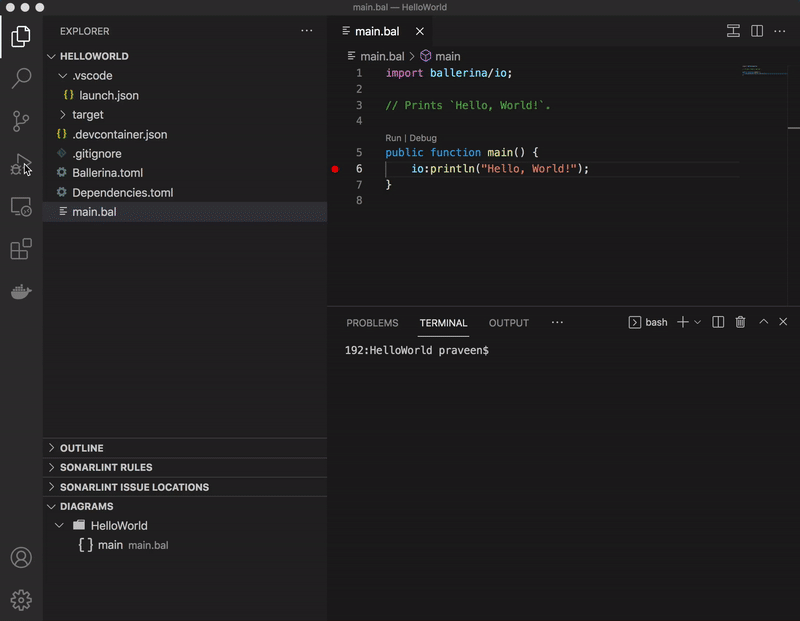 main.bal — HelloWorld
EXPLORER
HELLOWORLD
.vscode
{} launch.json
target
{} .devcontainer.json
.gitignore
Ballerina.toml
Dependencies.toml
main.bal
OUTLINE
SONARLINT RULES
SONARLINT ISSUE LOCATIONS
DIAGRAMS
HelloWorld
{} main main.bal
main.bal
main.bal > main
1 import ballerina/io;
2
3 // Prints `Hello, World!`.
4
Run | Debug
5 public function main() {
6 io:println("Hello, World!");
7 }
8
PROBLEMS TERMINAL OUTPUT ··· bash
192:HelloWorld praveen$